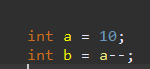 int a = 10;
int b = a--;